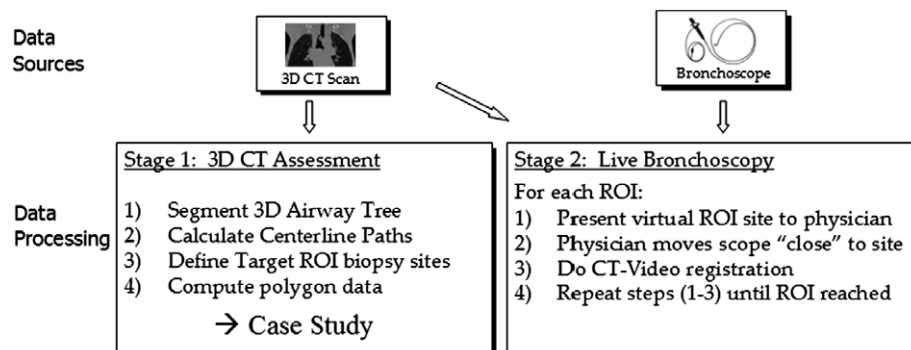 Data
Sources
3D CT Scan
Bronchoscope
Data
Processing
Stage 1: 3D CT Assessment
1) Segment 3D Airway Tree
2) Calculate Centerline Paths
3) Define Target ROI biopsy sites
4) Compute polygon data
→ Case Study
Stage 2: Live Bronchoscopy
For each ROI:
1) Present virtual ROI site to physician
2) Physician moves scope “close” to site
3) Do CT-Video registration
4) Repeat steps (1-3) until ROI reached